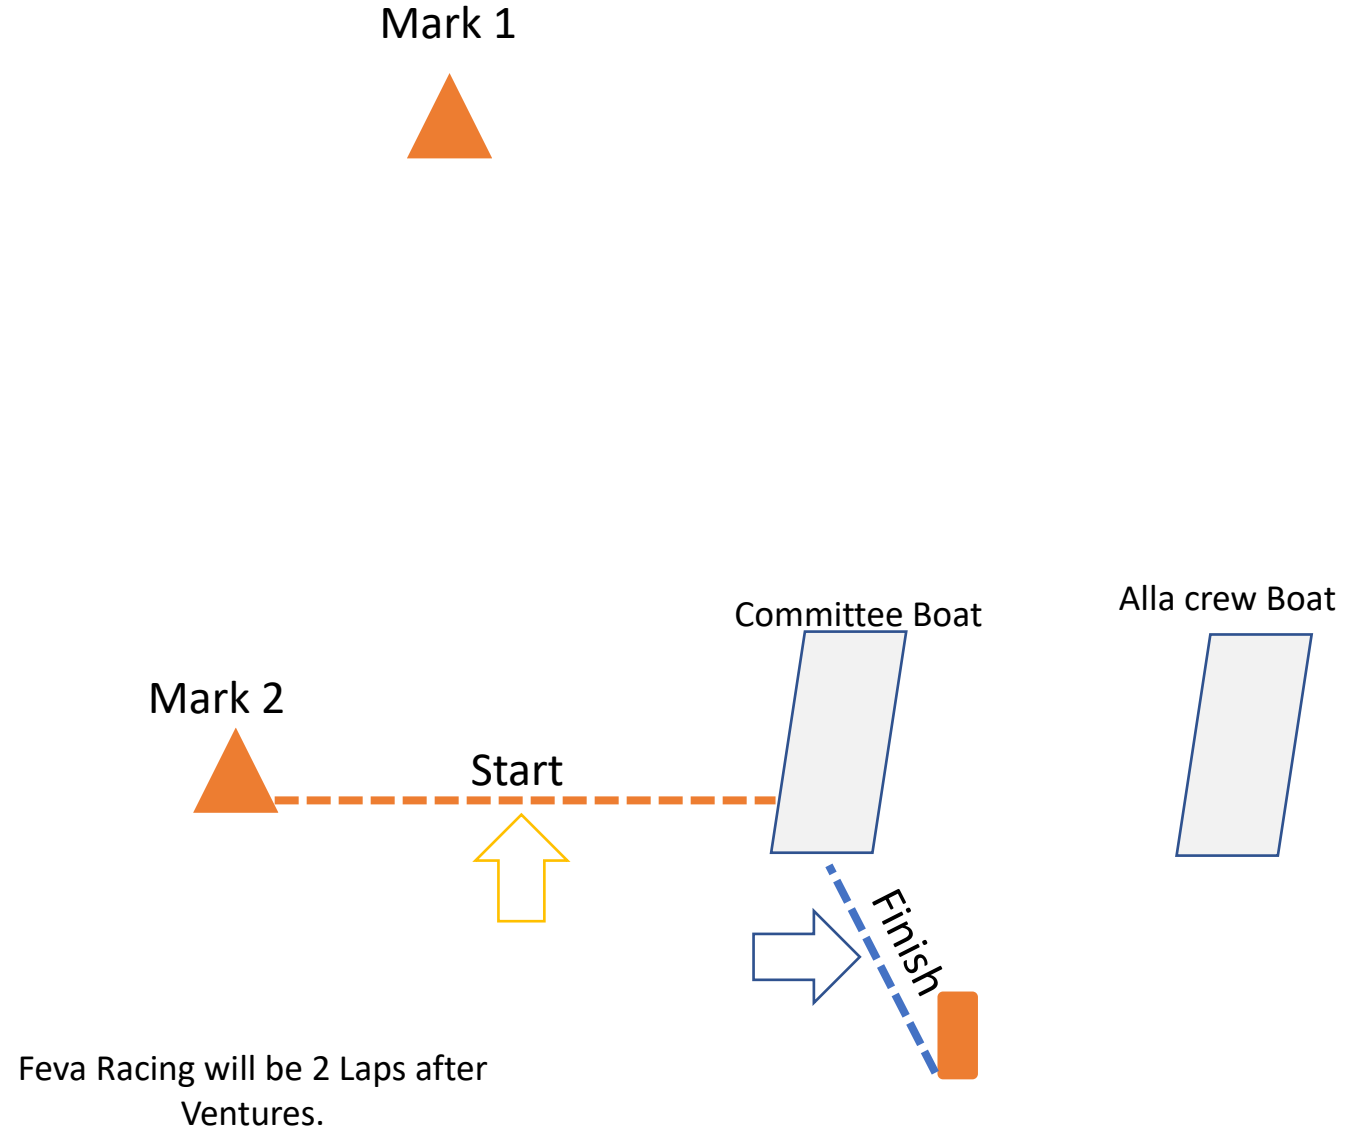 Mark 1
Alla crew Boat
Committee Boat
Mark 2
Start
Finish
Feva Racing will be 2 Laps after
Ventures.